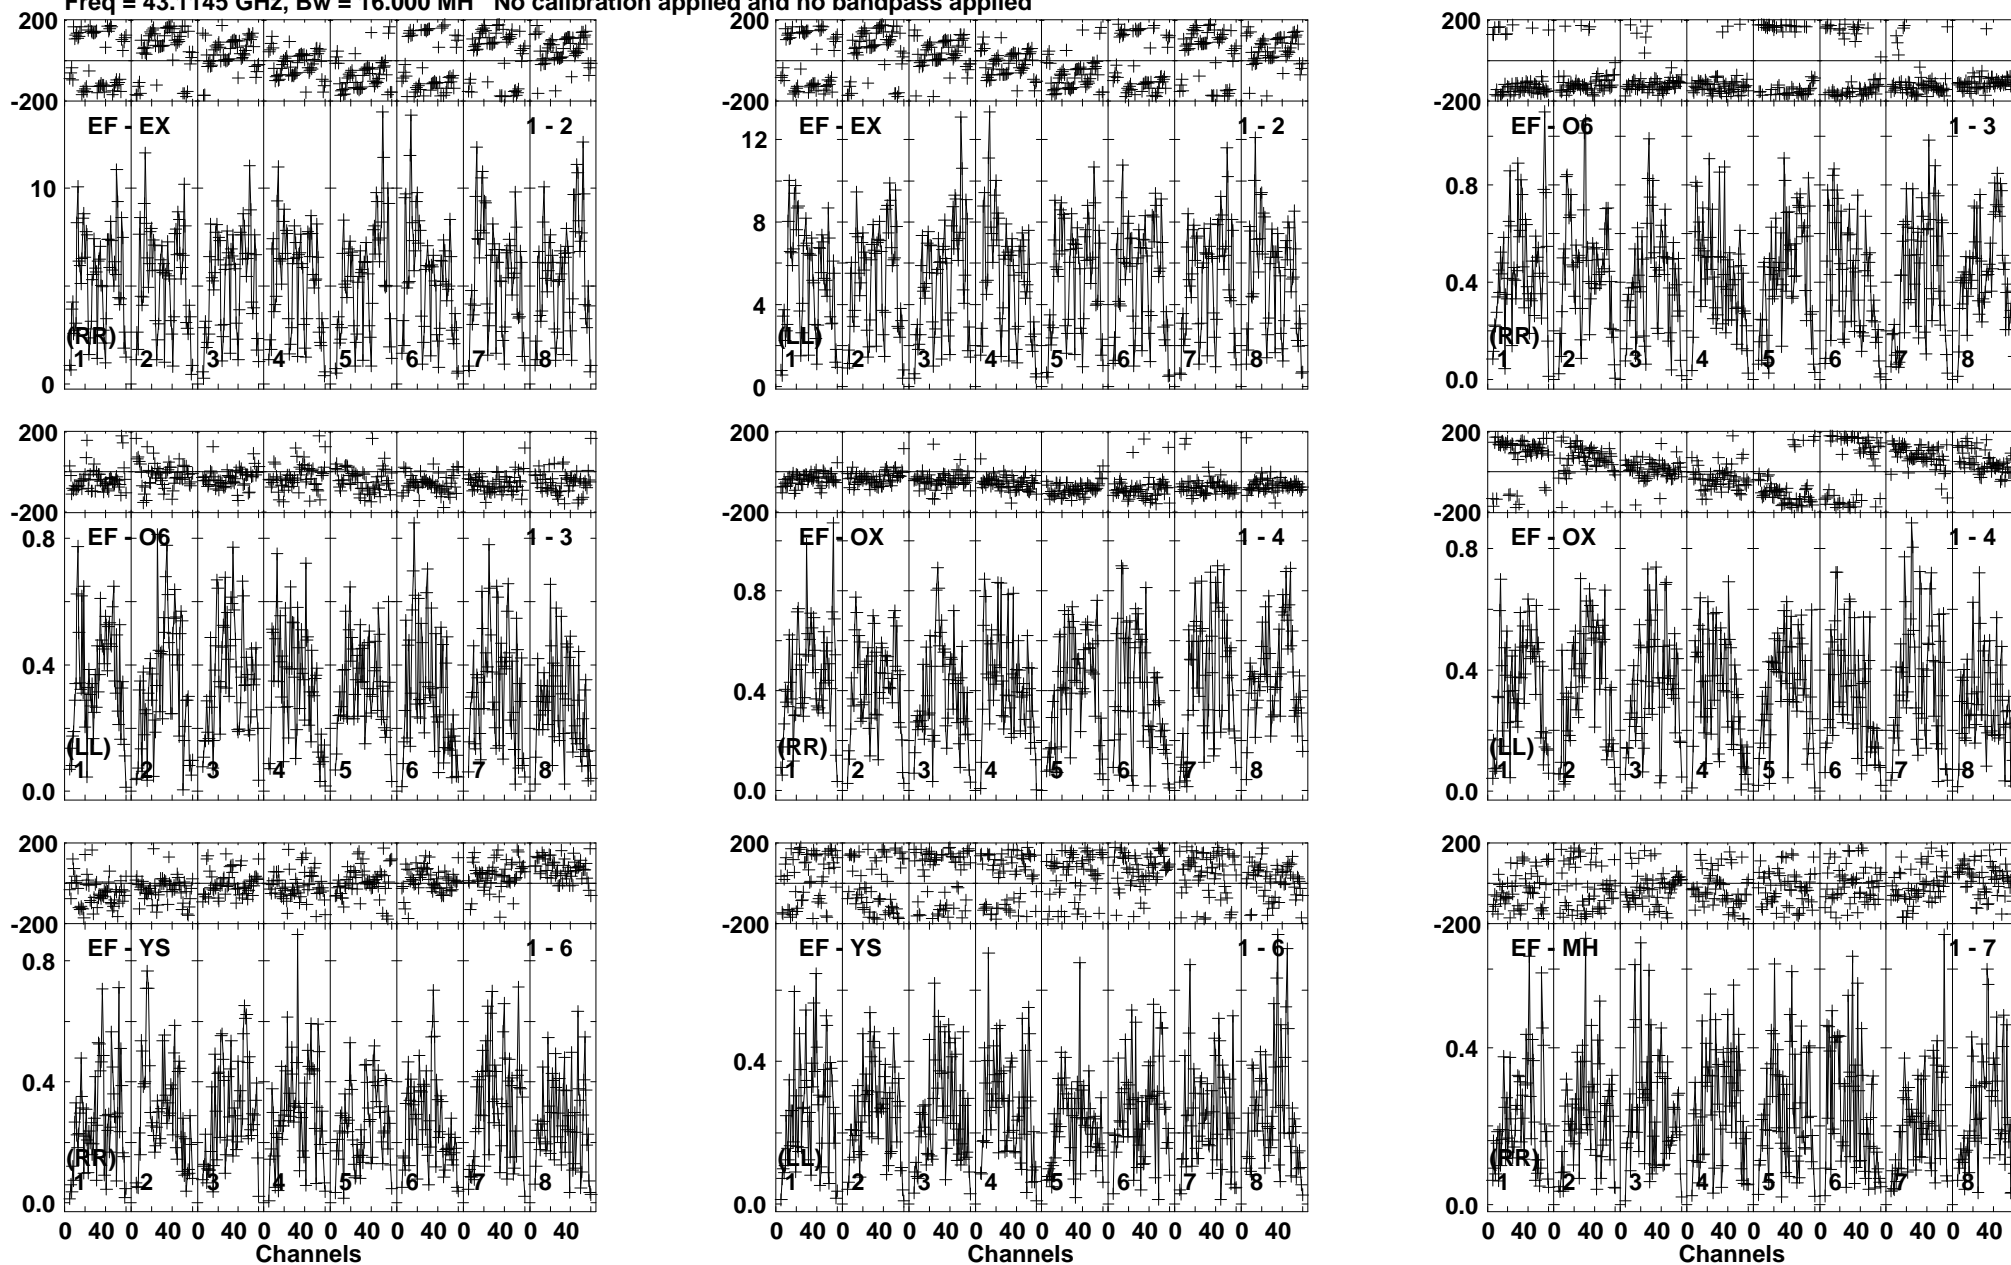 Freq = 43.1145 GHz, Bw = 16.000 MH No calibration applied and no bandpass applied
200 200 200
-200 -200 -200
EF - EX 1 - 2 EF - EX 1 - 2 EF - O6 1 - 3
12
10 0.8
8
4 0.4
(RR) (LL) (RR)
1 2 3 4 5 6 7 8 1 2 3 4 5 6 7 8 1 2 3 4 5 6 7 8
0 0 0.0
200 200 200
-200 -200 -200
EF - O6 1 - 3 EF - OX 1 - 4 EF - OX 1 - 4
0.8 0.8 0.8
0.4 0.4 0.4
(LL) (RR) (LL)
1 2 3 4 5 6 7 8 1 2 3 4 5 6 7 8 1 2 3 4 5 6 7 8
0.0 0.0 0.0
200 200 200
-200 -200 -200
EF - YS 1 - 6 EF - YS 1 - 6 EF - MH 1 - 7
0.8
0.4 0.4 0.4
(RR) (LL) (RR)
1 2 3 4 5 6 7 8 1 2 3 4 5 6 7 8 1 2 3 4 5 6 7 8
0.0 0.0 0.0
0 40 0 40 0 40 0 40 0 40 0 40 0 40 0 40 0 40 0 40 0 40 0 40 0 40 0 40 0 40 0 40 0 40 0 40 0 40 0 40 0 40 0 40 0 40 0 40
Channels Channels Channels